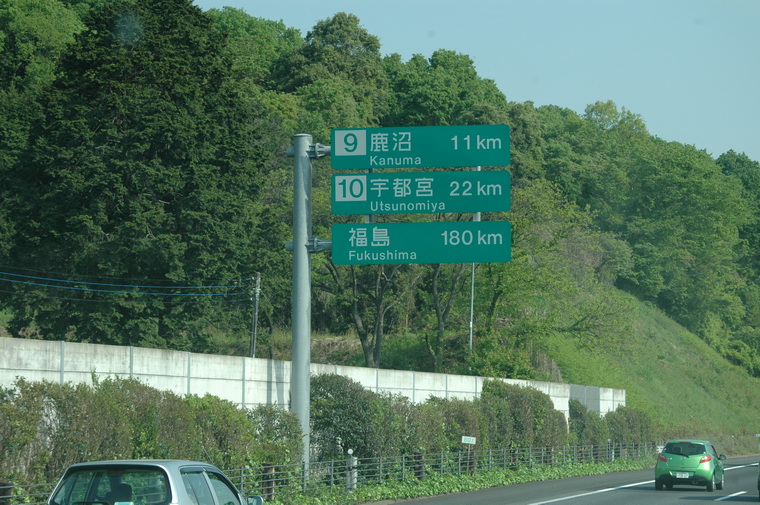 9 鹿沼 11 km
Kanuma
10 宇都宮 22 km
Utsunomiya
福島 180 km
Fukushima